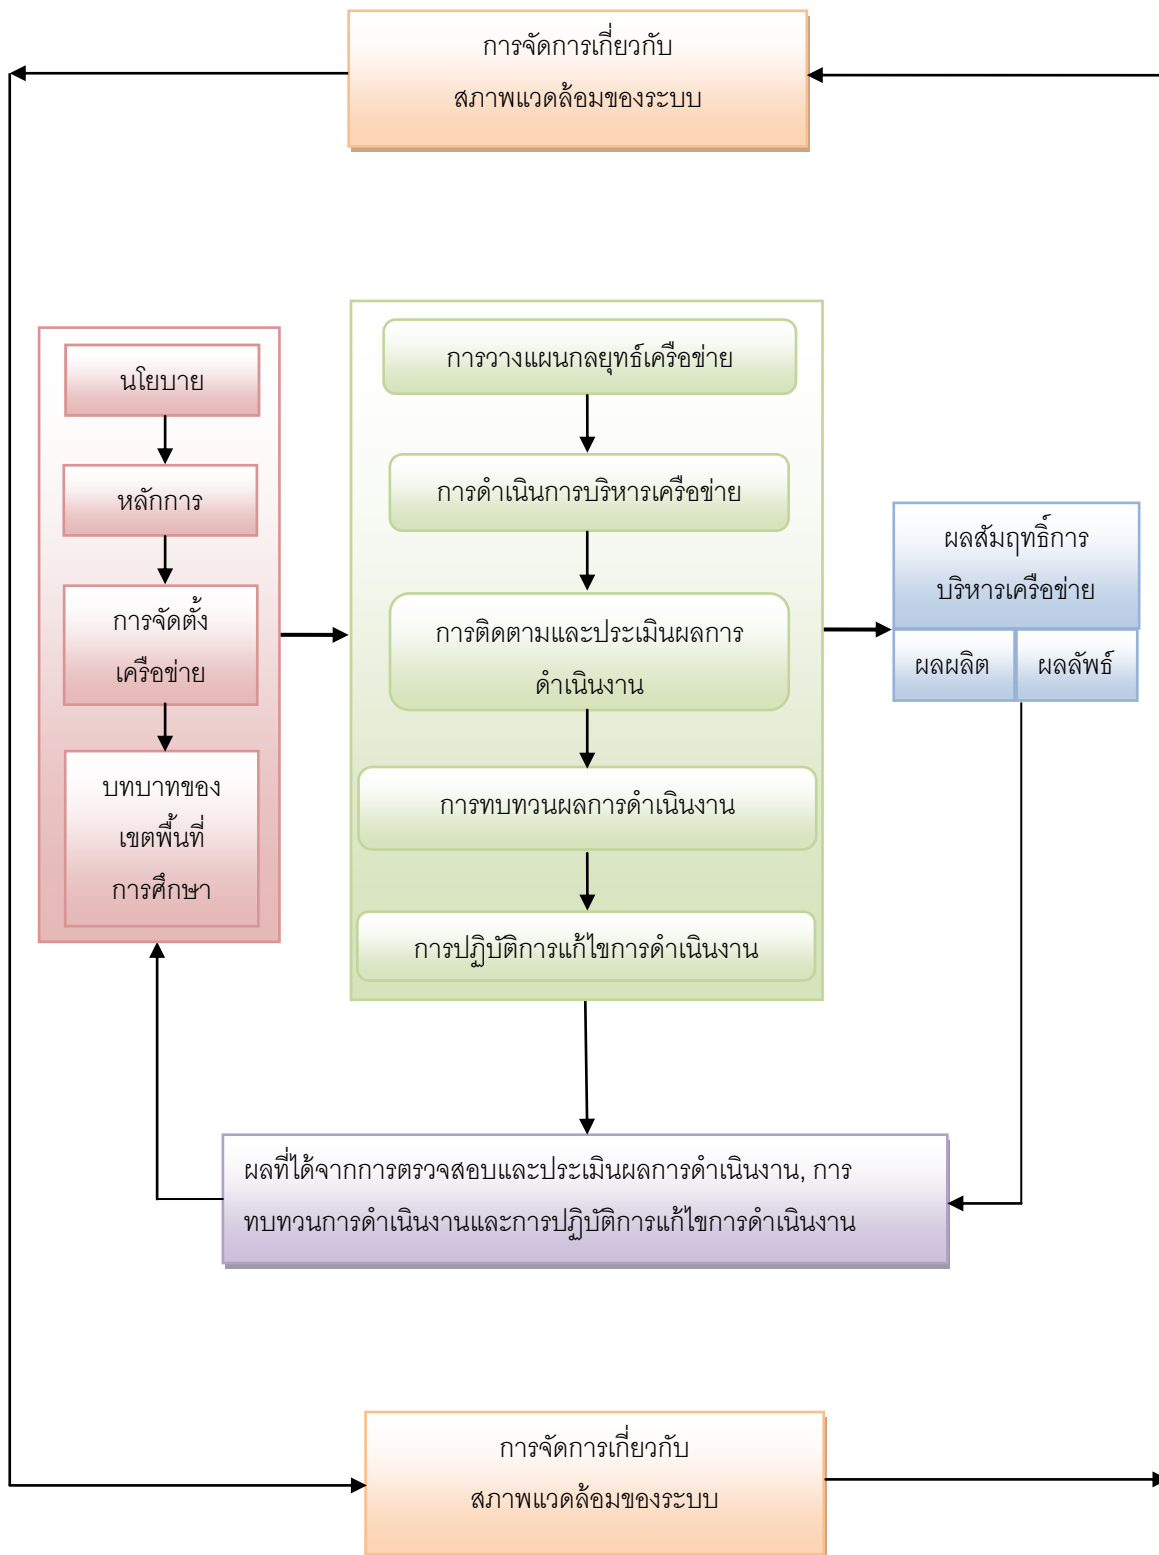 การจัดการเกี่ยวกับ
สภาพแวดล้อมของระบบ
นโยบาย
หลักการ
การจัดตั้ง
เครือข่าย
บทบาทของ
เขตพื้นที่
การศึกษา
การวางแผนกลยุทธ์เครือข่าย
การดำเนินการบริหารเครือข่าย
การติดตามและประเมินผลการ
ดำเนินงาน
การทบทวนผลการดำเนินงาน
การปฏิบัติการแก้ไขการดำเนินงาน
ผลสัมฤทธิ์การ
บริหารเครือข่าย
ผลผลิต
ผลลัพธ์
ผลที่ได้จากการตรวจสอบและประเมินผลการดำเนินงาน, การ
ทบทวนการดำเนินงานและการปฏิบัติการแก้ไขการดำเนินงาน
การจัดการเกี่ยวกับ
สภาพแวดล้อมของระบบ